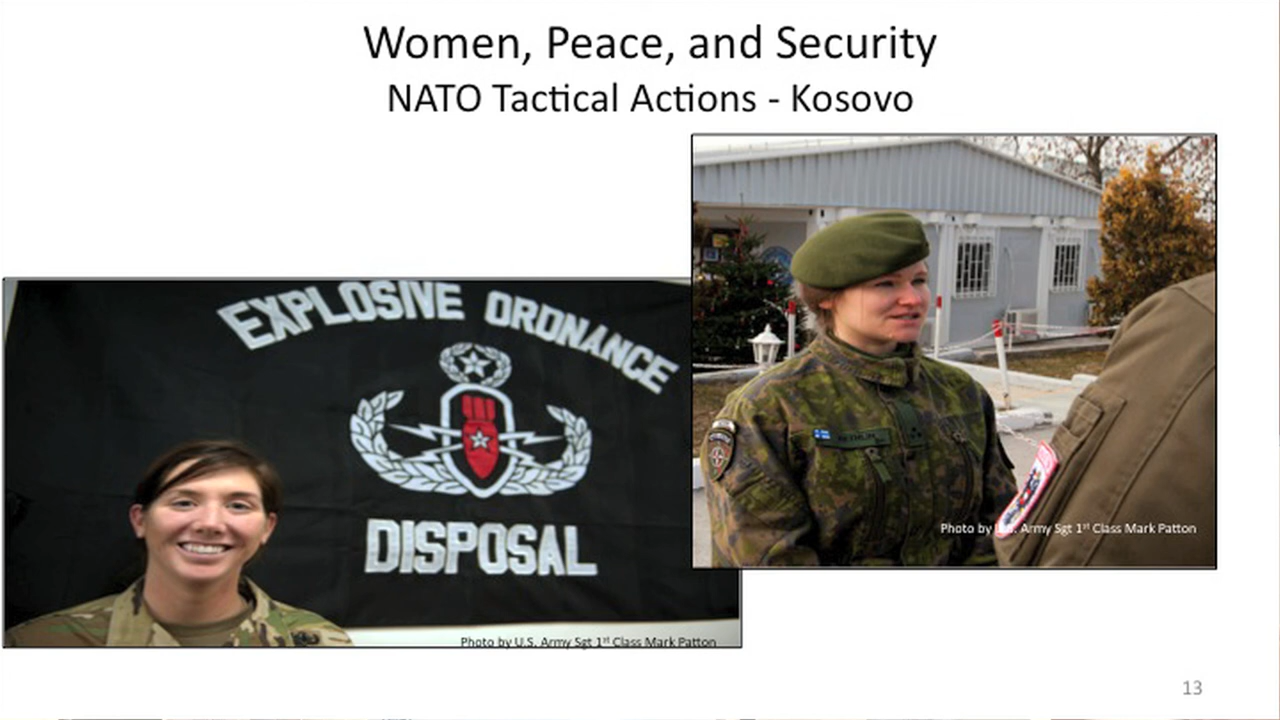 Women, Peace, and Security
NATO Tactical Actions - Kosovo
EXPLOSIVE ORDNANCE
DISPOSAL
Photo by U.S. Army Sgt 1st Class Mark Patton
Photo by U.S. Army Sgt 1st Class Mark Patton
13